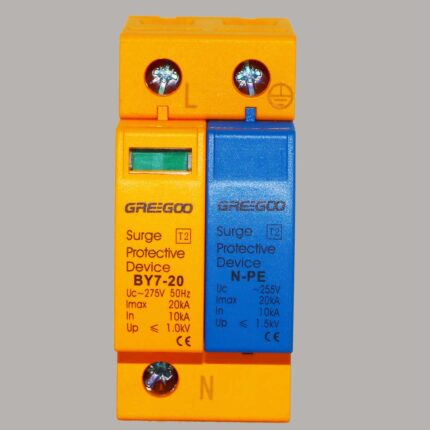 L
GREEGOO
Surge T2
Protective
Device
BY7-20
Uc~275V 50Hz
Imax 20kA
In 10kA
Up ≤ 1.0kV
CE
GREEGOO
Surge T2
Protective
Device
N-PE
Uc ~255V
Imax 20kA
In 10kA
Up ≤ 1.5kV
CE
N